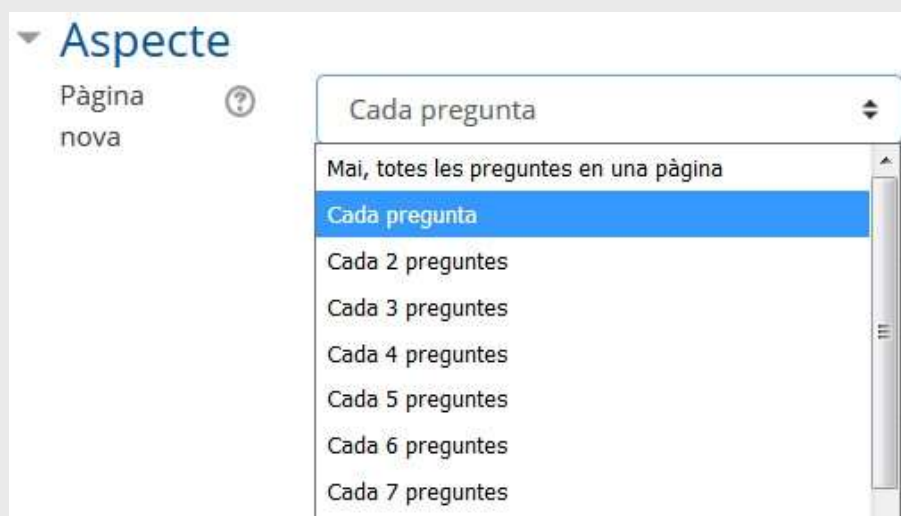 Aspecte
Pàgina
nova
Cada pregunta
Mai, totes les preguntes en una pàgina
Cada pregunta
Cada 2 preguntes
Cada 3 preguntes
Cada 4 preguntes
Cada 5 preguntes
Cada 6 preguntes
Cada 7 preguntes